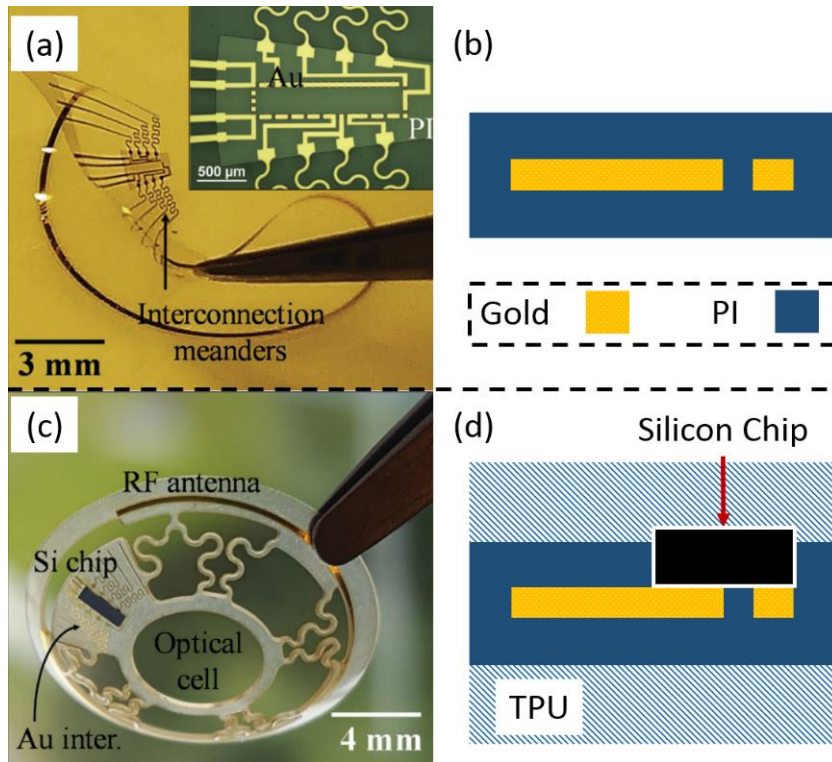 (a)
Au
PI
500 μm
Interconnection
meanders
3 mm
(b)
Gold
PI
(c)
RF antenna
Si chip
Optical
cell
Au inter.
4 mm
(d)
Silicon Chip
TPU